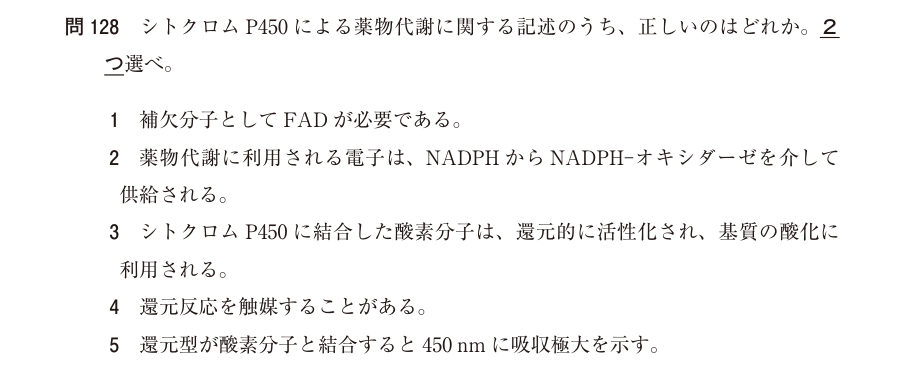 問 128 シトクロム P450 による薬物代謝に関する記述のうち、正しいのはどれか。2
つ選べ。
1 補欠分子として FAD が必要である。
2 薬物代謝に利用される電子は、NADPH から NADPH-オキシダーゼを介して
供給される。
3 シトクロム P450 に結合した酸素分子は、還元的に活性化され、基質の酸化に
利用される。
4 還元反応を触媒することがある。
5 還元型が酸素分子と結合すると 450 nm に吸収極大を示す。